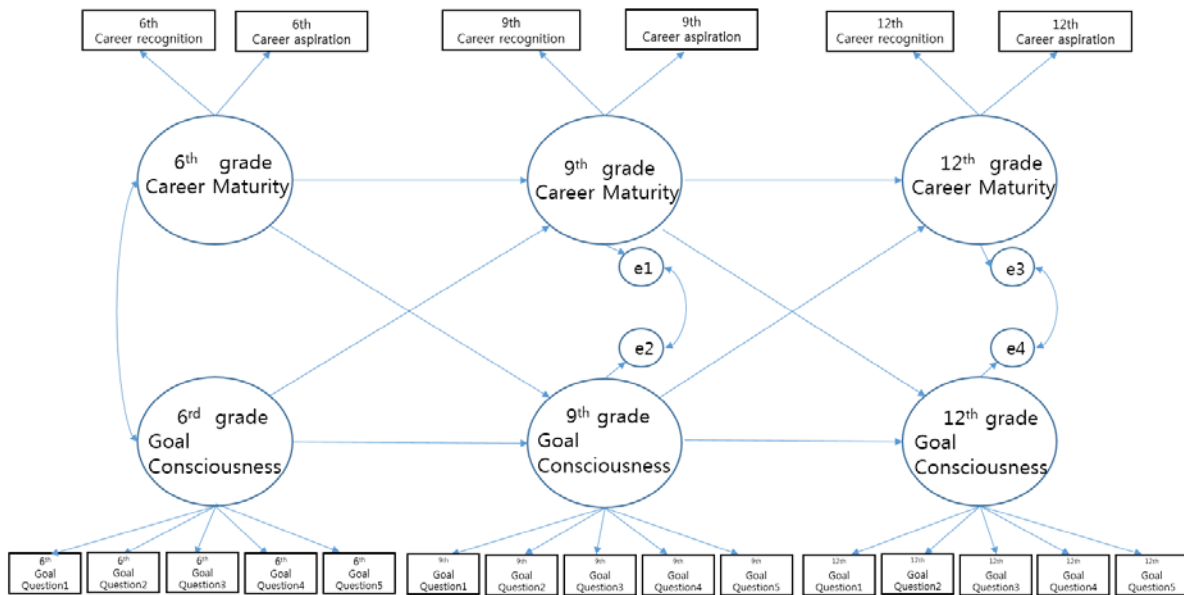 6th
Career recognition
6th
Career aspiration
9th
Career recognition
9th
Career aspiration
12th
Career recognition
12th
Career aspiration
6th grade
Career Maturity
9th grade
Career Maturity
12th grade
Career Maturity
e1
e3
e2
e4
6rd grade
Goal
Consciousness
9th grade
Goal
Consciousness
12th grade
Goal
Consciousness
6th
Goal
Question1
6th
Goal
Question2
6th
Goal
Question3
6th
Goal
Question4
6th
Goal
Question5
9th
Goal
Question1
9th
Goal
Question2
9th
Goal
Question3
9th
Goal
Question4
9th
Goal
Question5
12th
Goal
Question1
12th
Goal
Question2
12th
Goal
Question3
12th
Goal
Question4
12th
Goal
Question5